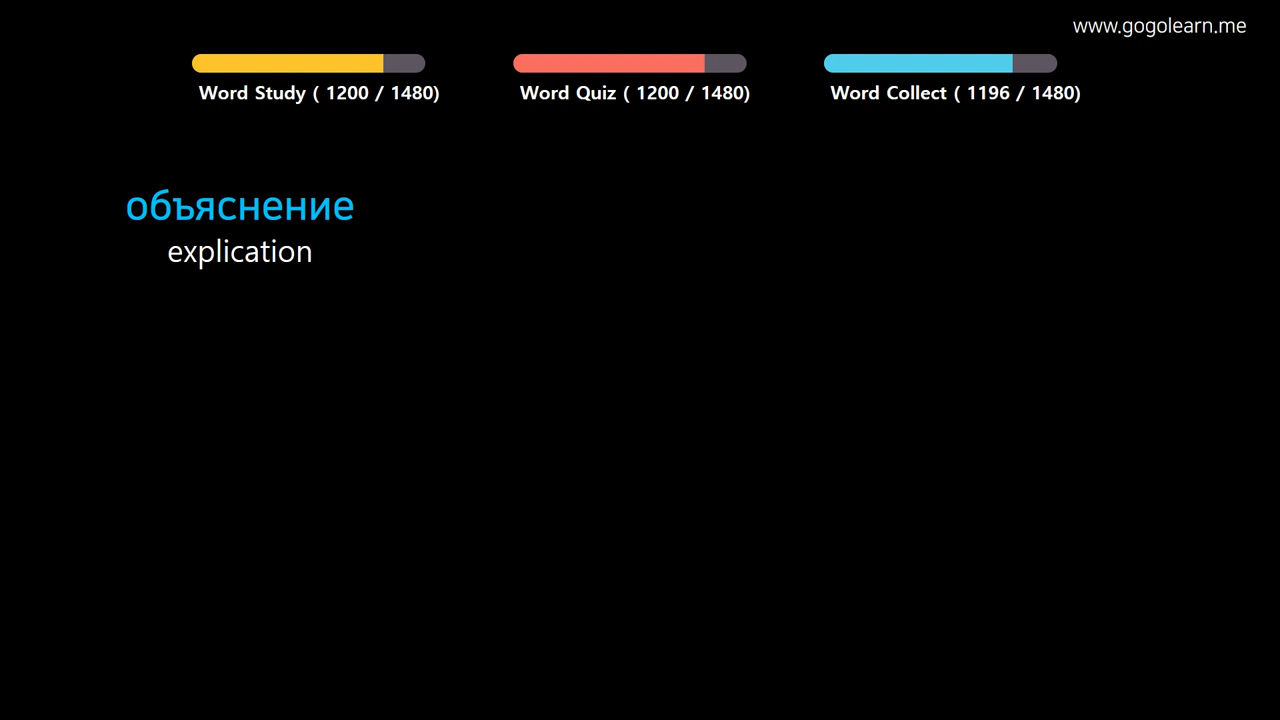 www.gogolearn.me
Word Study ( 1200 / 1480)
Word Quiz ( 1200 / 1480)
Word Collect ( 1196 / 1480)
объяснение
explication